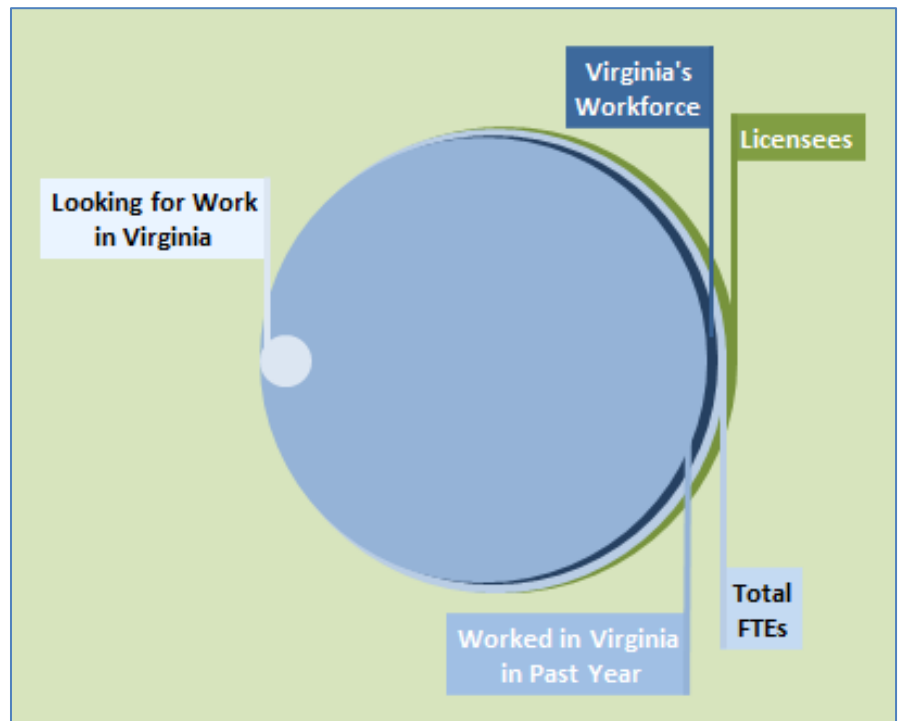 Virginia's
Workforce
Licensees
Looking for Work
in Virginia
Total
FTEs
Worked in Virginia
in Past Year